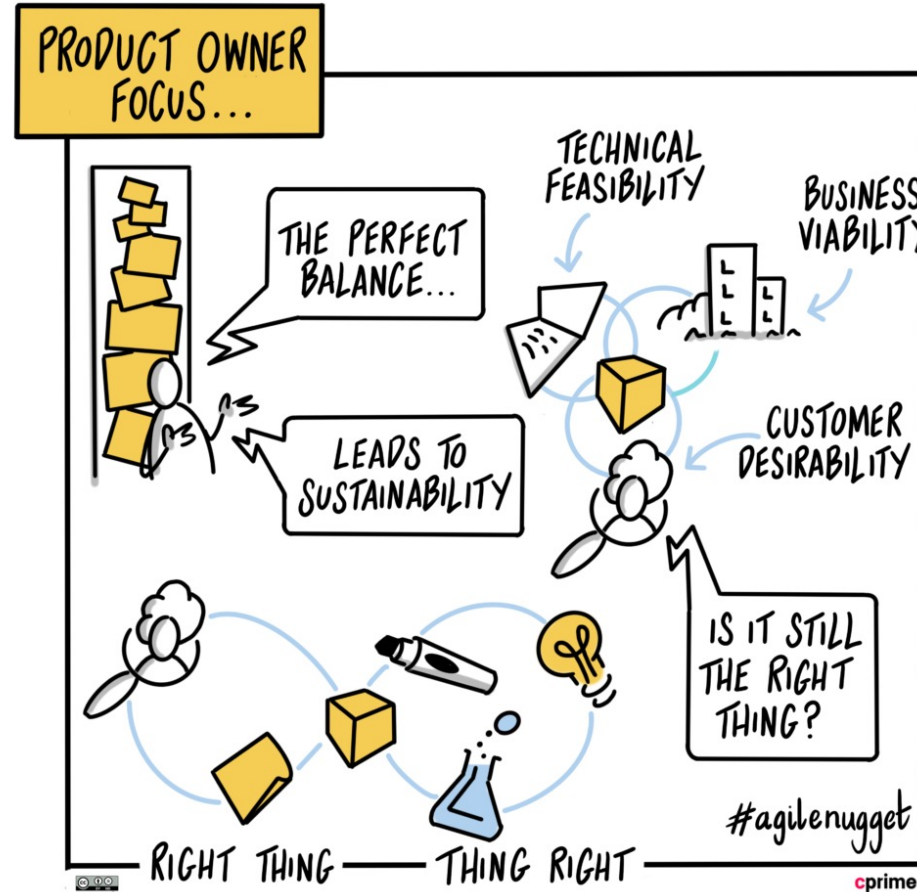 PRODUCT OWNER
FOCUS...
THE PERFECT
BALANCE...
LEADS TO
SUSTAINABILITY
TECHNICAL
FEASIBILITY
BUSINESS
VIABILITY
CUSTOMER
DESIRABILITY
IS IT STILL
THE RIGHT
THING?
RIGHT THING
THING RIGHT
#agilenugget
cprime